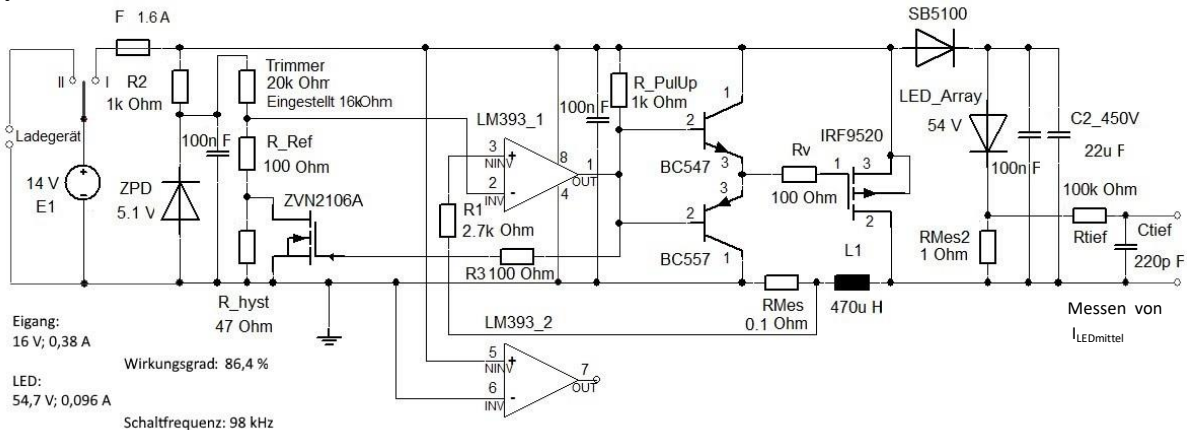 F 1.6 A
SB5100
II
I
R2
1k Ohm
Trimmer
20k Ohm
Eingestellt 16kOhm
R_PulUp
1k Ohm
100n F
LED_Array
54 V
C2_450V
22u F
100n F
Ladegerät
100n F
LM393_1
R_Ref
100 Ohm
3
NINV
2
INV
8
4
1
OUT
1
2
BC547
3
IRF9520
Rv
100 Ohm
1
3
2
14 V
E1
ZPD
5.1 V
ZVN2106A
R1
2.7k Ohm
3
2
BC557
1
100k Ohm
Rtief
Ctief
220p F
RMes2
1 Ohm
R3 100 Ohm
L1
470u H
RMes
0.1 Ohm
R_hyst
47 Ohm
LM393_2
5
NINV
6
INV
7
OUT
Messen von
ILEDmittel
Eigang:
16 V; 0,38 A
Wirkungsgrad: 86,4 %
LED:
54,7 V; 0,096 A
Schaltfrequenz: 98 kHz